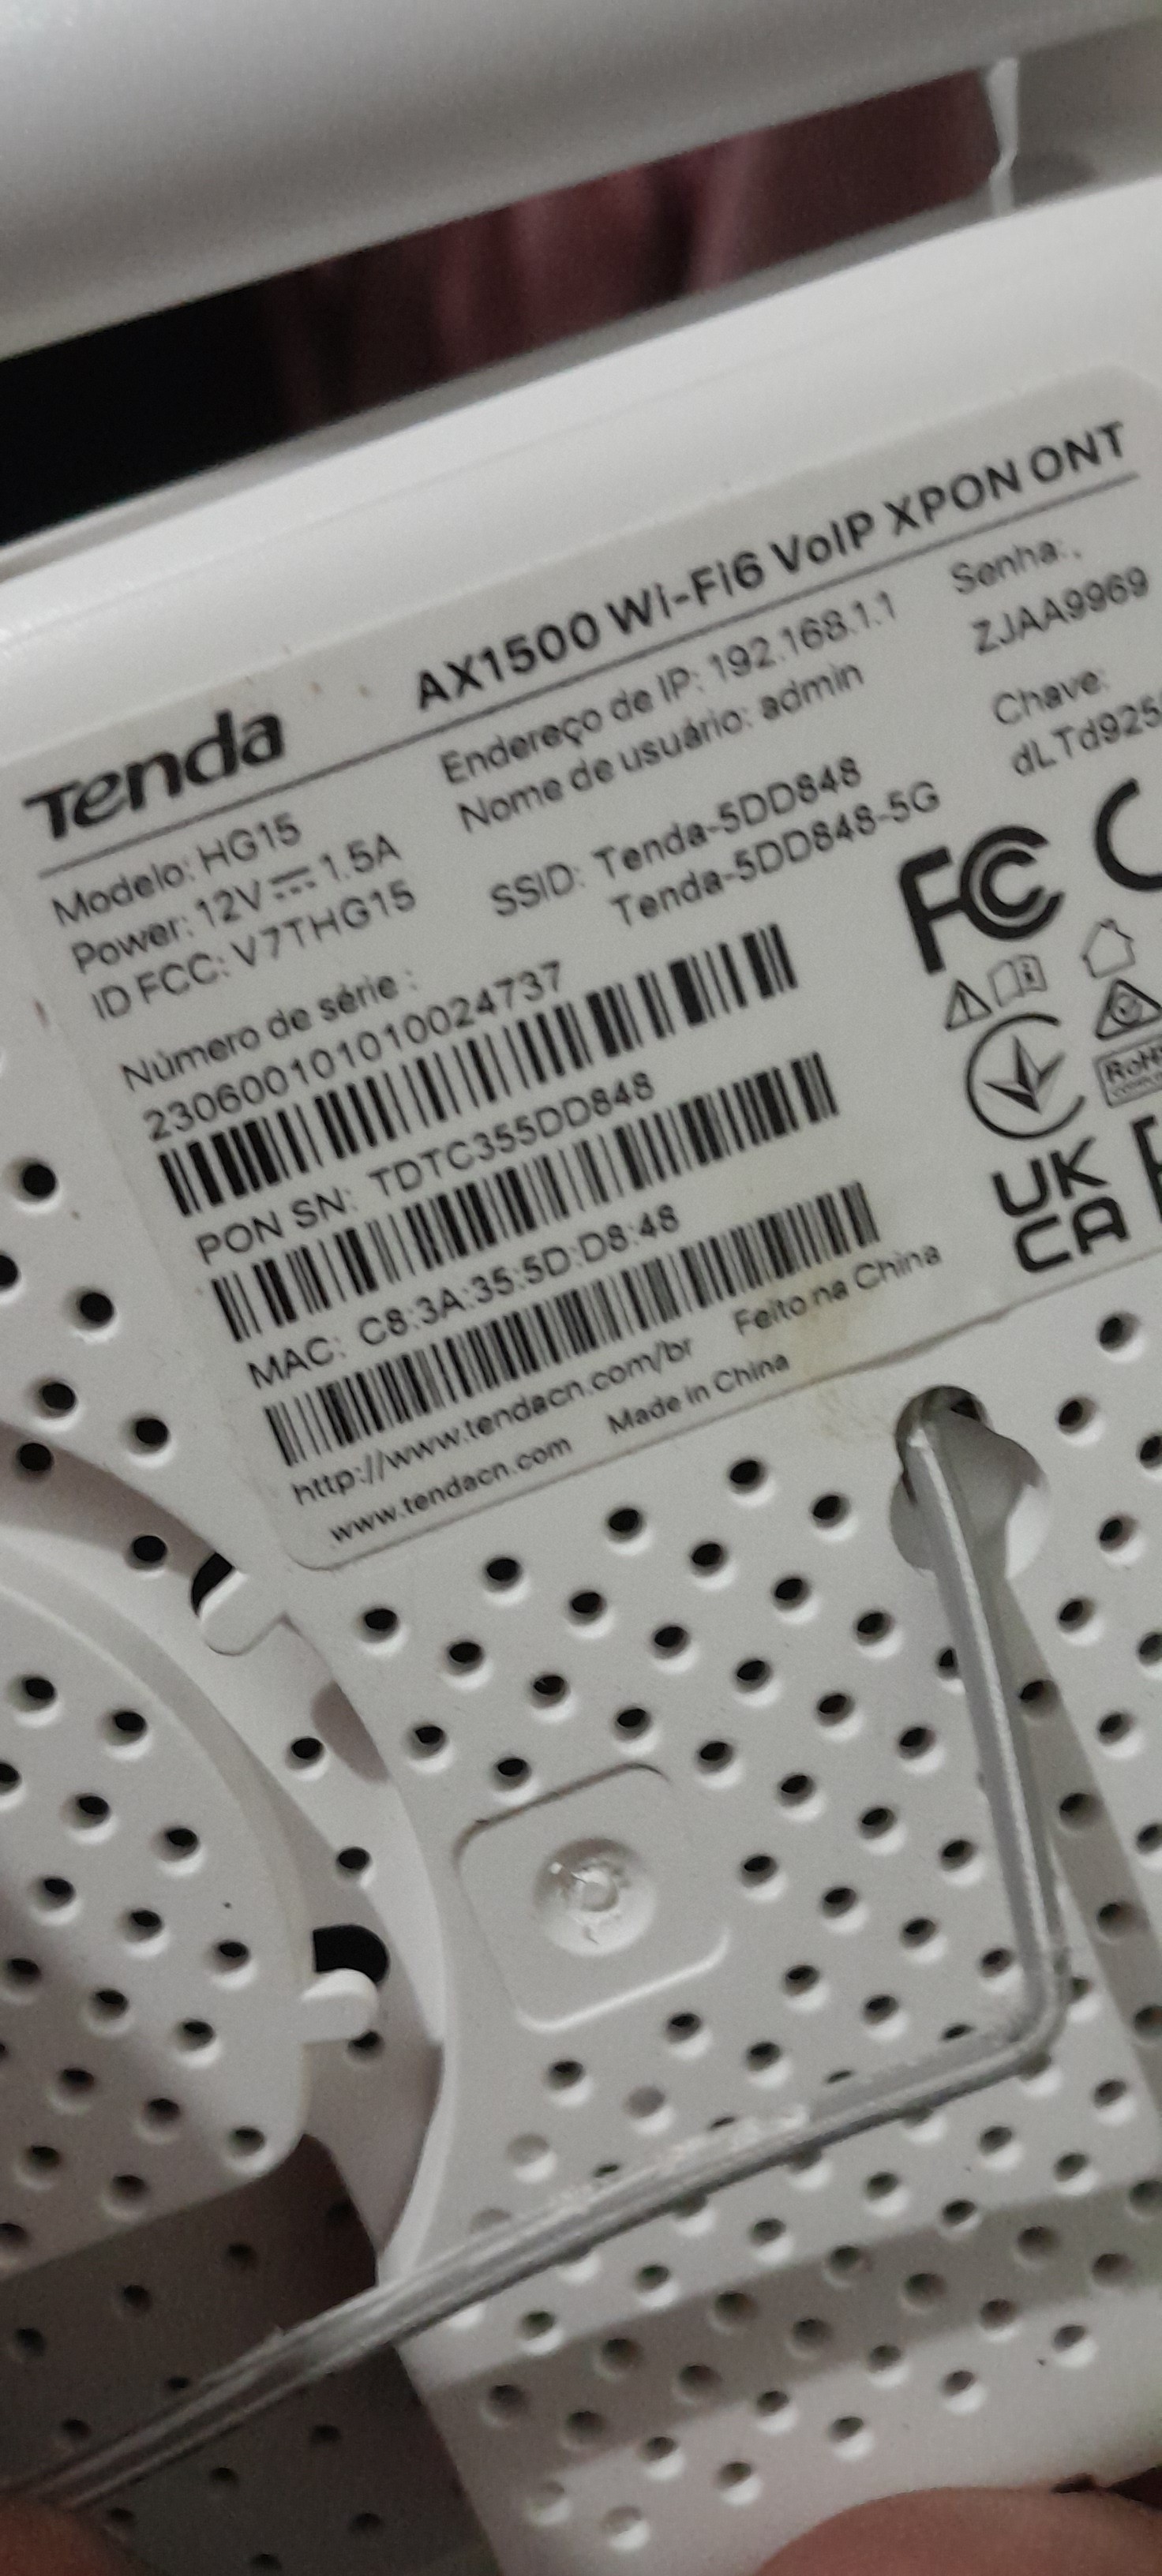 Tenda
AX1500 Wi-Fi6 VoIP XPON ONT
Modelo: HG15
Power: 12V 1.5A
ID FCC: V7THG15
Endereço de IP: 192.168.1.1
Nome de usuário: admin
Senha:
ZJAA9969
SSID: Tenda-5DD848
Tenda-5DD848-5G
Chave:
Número de série :
2306001010010024737
PON SN: TDTC355DD848
MAC: C8:3A:35:5D:D8:48
http://www.tendacn.com/br Feito na China
www.tendacn.com Made in China
FC
RoHS
UK
CA